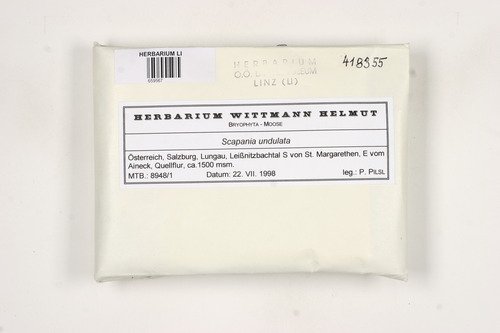 HERBARIUM LI
HERBARIUM
O.Ö. EUM
LINZ (LI)
418355
HERBARIUM WITTMANN HELMUT
BRYOPHYTA - MOOSE
Scapania undulata
Österreich, Salzburg, Lungau, Leißnitzbachtal S von St. Margarethen, E vom
Aineck, Quellflur, ca.1500 msm.
MTB.: 8948/1 Datum: 22. VII. 1998 leg.: P. PILSL